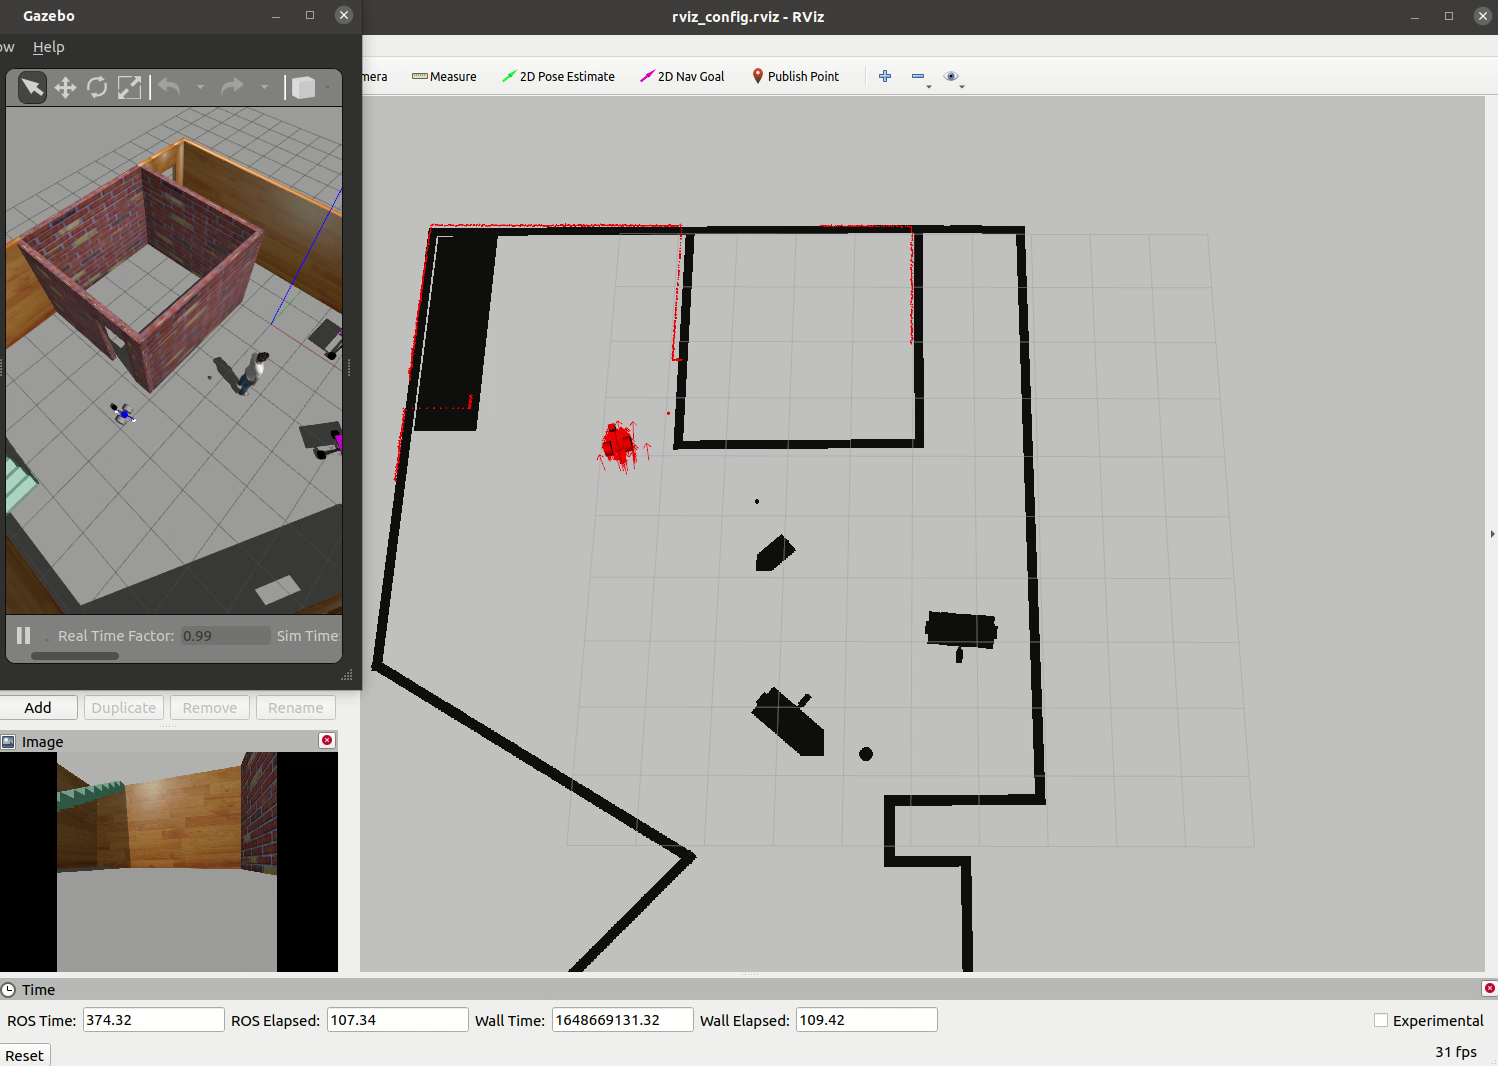 Gazebo
rviz_config.rviz - RViz
ow Help
mera Measure 2D Pose Estimate 2D Nav Goal Publish Point
Real Time Factor: 0.99 Sim Time
Add Duplicate Remove Rename
Image
Time
ROS Time: 374.32 ROS Elapsed: 107.34 Wall Time: 1648669131.32 Wall Elapsed: 109.42 Experimental
Reset 31 fps